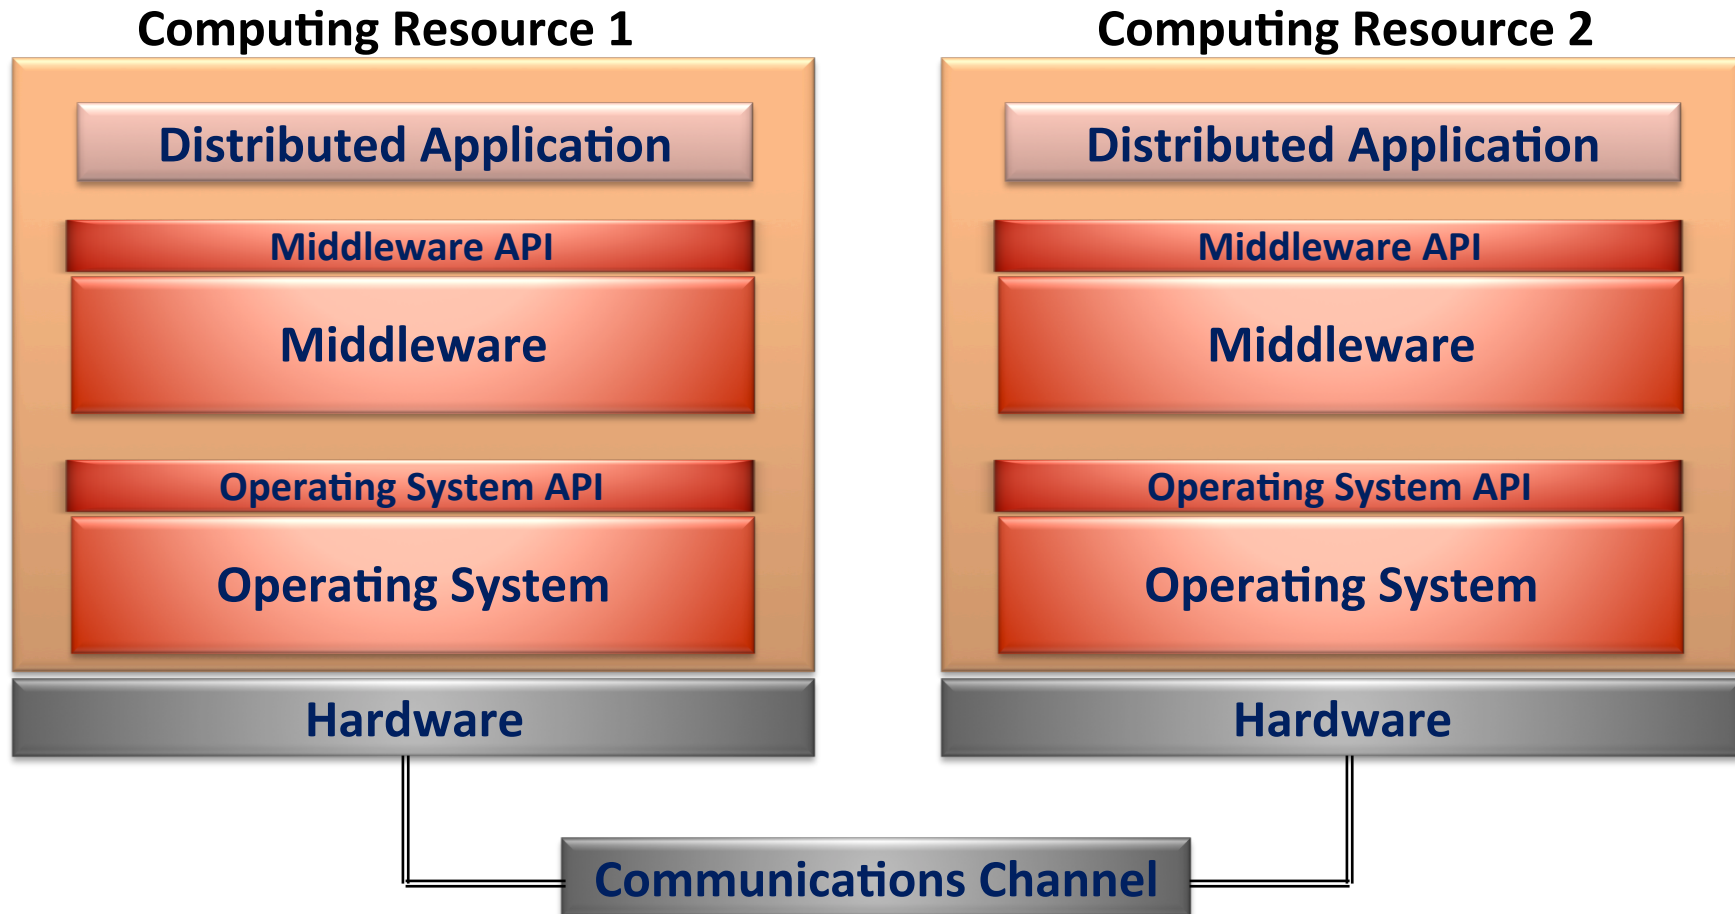 Computing Resource 1
Distributed Application
Middleware API
Middleware
Operating System API
Operating System
Hardware
Computing Resource 2
Distributed Application
Middleware API
Middleware
Operating System API
Operating System
Hardware
Communications Channel